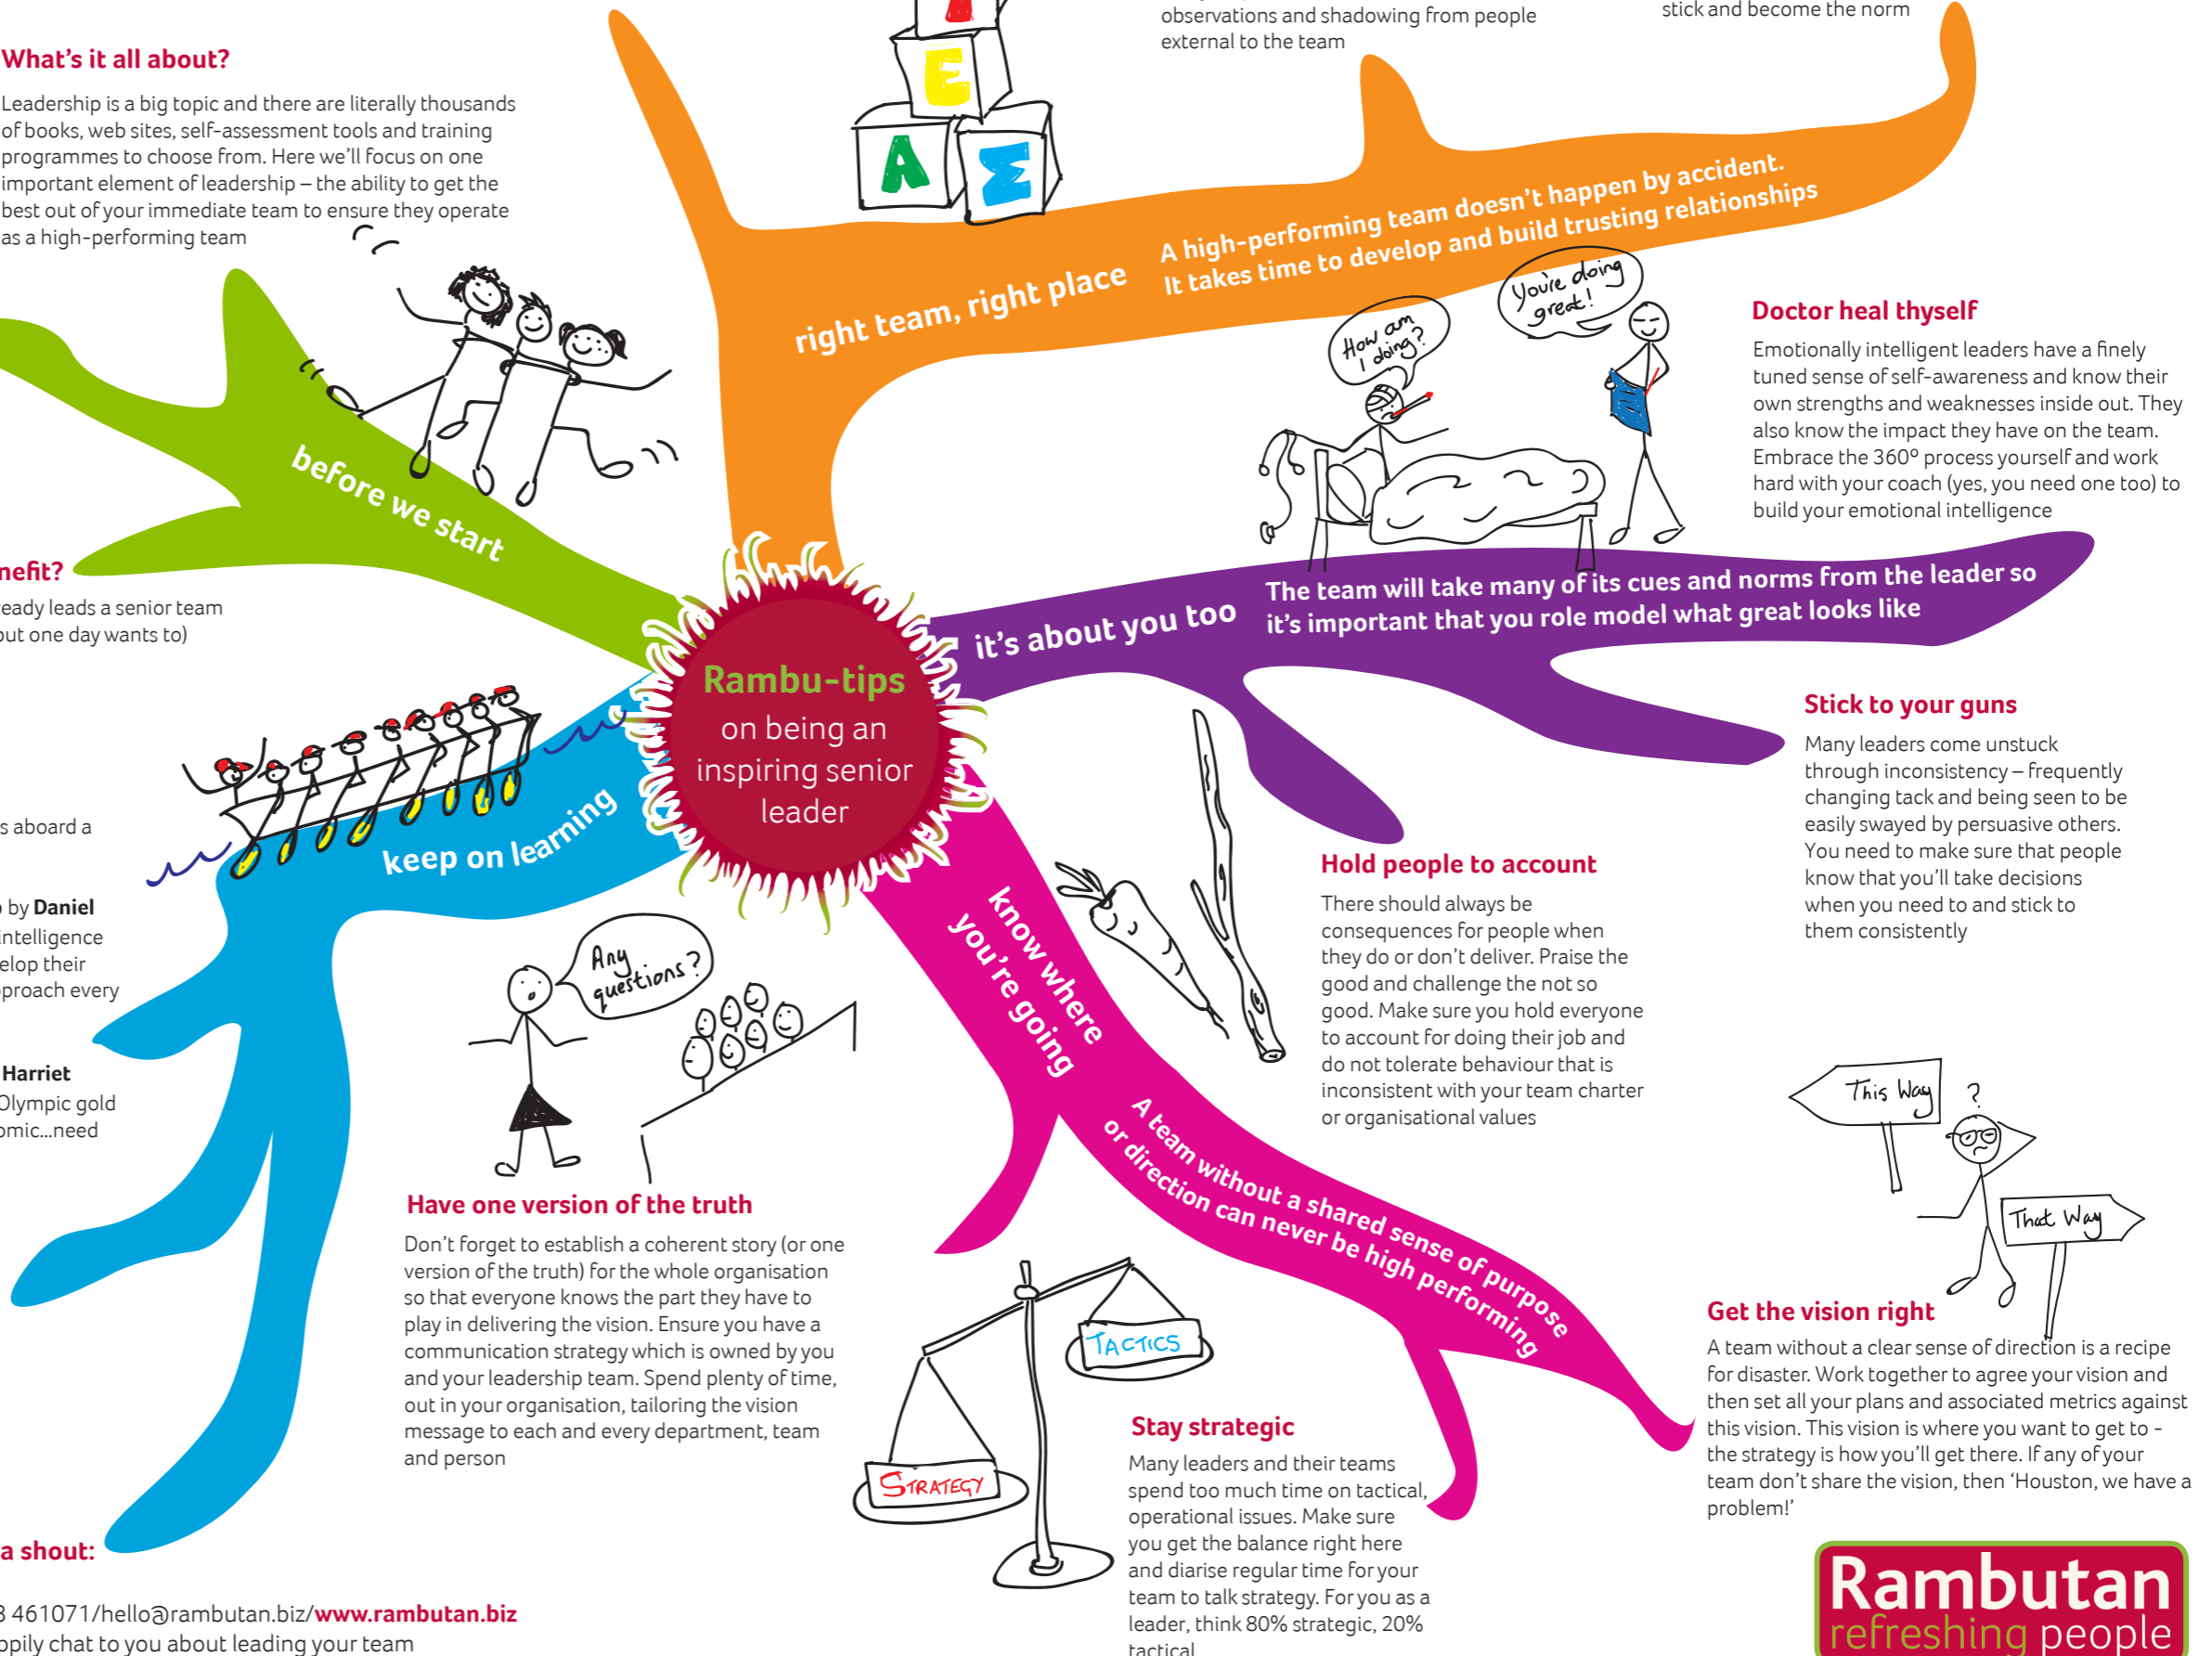 observations and shadowing from people
external to the team
stick and become the norm
What's it all about?
Leadership is a big topic and there are literally thousands
of books, web sites, self-assessment tools and training
programmes to choose from. Here we'll focus on one
important element of leadership – the ability to get the
best out of your immediate team to ensure they operate
as a high-performing team
E
A
M
right team, right place
A high-performing team doesn't happen by accident.
It takes time to develop and build trusting relationships
How am
I doing?
You're doing
great!
Doctor heal thyself
Emotionally intelligent leaders have a finely
tuned sense of self-awareness and know their
own strengths and weaknesses inside out. They
also know the impact they have on the team.
Embrace the 360º process yourself and work
hard with your coach (yes, you need one too) to
build your emotional intelligence
before we start
nefit?
ready leads a senior team
out one day wants to)
it's about you too
The team will take many of its cues and norms from the leader so
it's important that you role model what great looks like
Rambu-tips
on being an
inspiring senior
leader
Stick to your guns
Many leaders come unstuck
through inconsistency – frequently
changing tack and being seen to be
easily swayed by persuasive others.
You need to make sure that people
know that you'll take decisions
when you need to and stick to
them consistently
keep on learning
s aboard a
by Daniel
intelligence
elop their
proach every
Harriet
Olympic gold
omic...need
Hold people to account
There should always be
consequences for people when
they do or don't deliver. Praise the
good and challenge the not so
good. Make sure you hold everyone
to account for doing their job and
do not tolerate behaviour that is
inconsistent with your team charter
or organisational values
know where
you're going
A team without a shared sense of purpose
or direction can never be high performing
Any
questions?
Have one version of the truth
Don't forget to establish a coherent story (or one
version of the truth) for the whole organisation
so that everyone knows the part they have to
play in delivering the vision. Ensure you have a
communication strategy which is owned by you
and your leadership team. Spend plenty of time,
out in your organisation, tailoring the vision
message to each and every department, team
and person
This Way
?
That Way
Get the vision right
A team without a clear sense of direction is a recipe
for disaster. Work together to agree your vision and
then set all your plans and associated metrics against
this vision. This vision is where you want to get to -
the strategy is how you'll get there. If any of your
team don't share the vision, then 'Houston, we have a
problem!'
TACTICS
STRATEGY
Stay strategic
Many leaders and their teams
spend too much time on tactical,
operational issues. Make sure
you get the balance right here
and diarise regular time for your
team to talk strategy. For you as a
leader, think 80% strategic, 20%
tactical
a shout:
461071/hello@rambutan.biz/www.rambutan.biz
ppily chat to you about leading your team
Rambutan
refreshing people